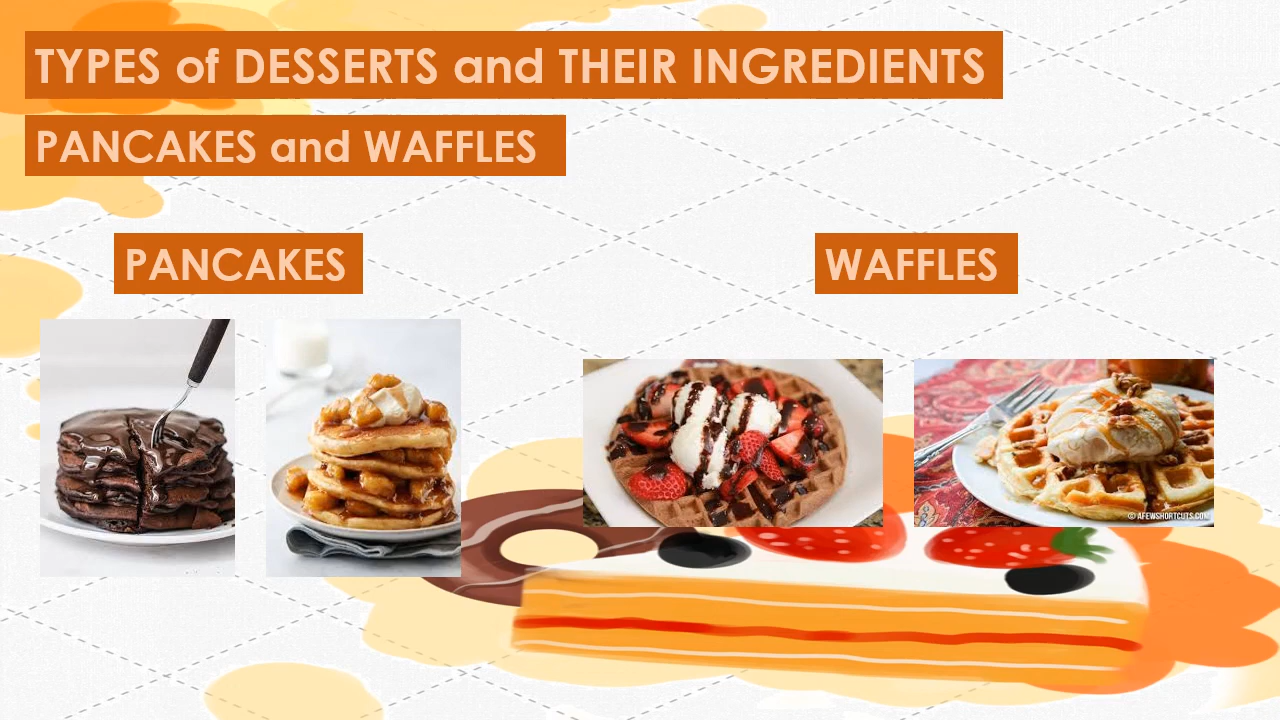 TYPES of DESSERTS and THEIR INGREDIENTS
PANCAKES and WAFFLES
PANCAKES
WAFFLES
© AFEWSHORTCUTS.COM